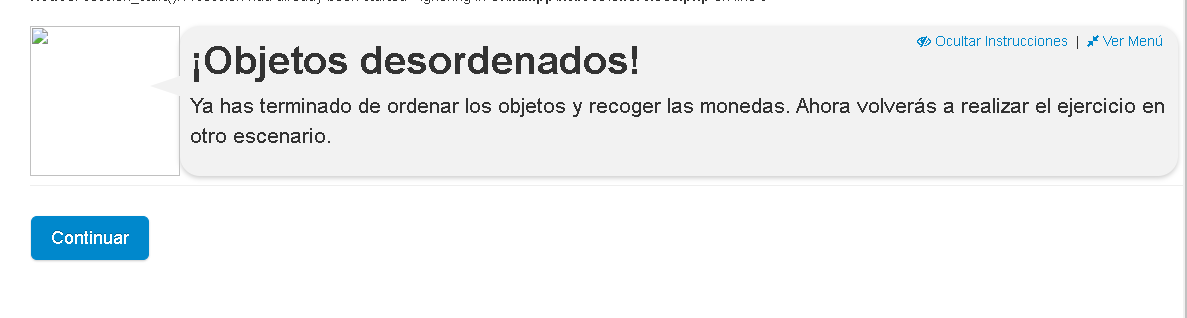 Ocultar Instrucciones | Ver Menú
¡Objetos desordenados!
Ya has terminado de ordenar los objetos y recoger las monedas. Ahora volverás a realizar el ejercicio en
otro escenario.
Continuar